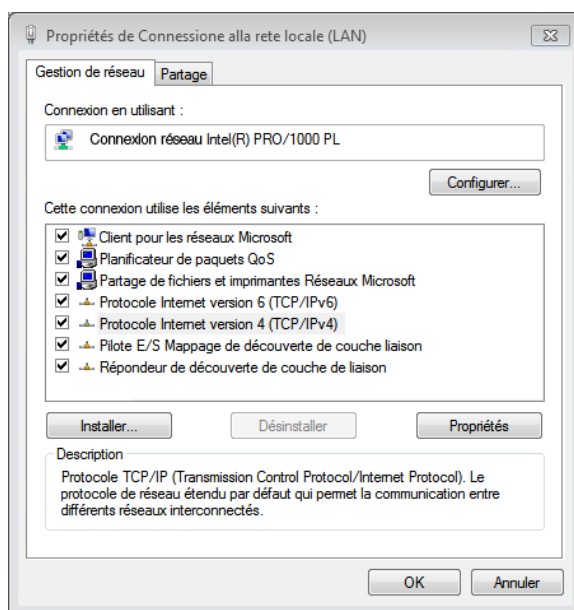 Propriétés de Connessione alla rete locale (LAN)
Gestion de réseau
Partage
Connexion en utilisant :
Connexion réseau Intel(R) PRO/1000 PL
Configurer...
Cette connexion utilise les éléments suivants :
Client pour les réseaux Microsoft
Planificateur de paquets QoS
Partage de fichiers et imprimantes Réseaux Microsoft
Protocole Internet version 6 (TCP/IPv6)
Protocole Internet version 4 (TCP/IPv4)
Pilote E/S Mappage de découverte de couche liaison
Répondeur de découverte de couche de liaison
Installer...
Désinstaller
Propriétés
Description
Protocole TCP/IP (Transmission Control Protocol/Internet Protocol). Le
protocole de réseau étendu par défaut qui permet la communication entre
différents réseaux interconnectés.
OK
Annuler